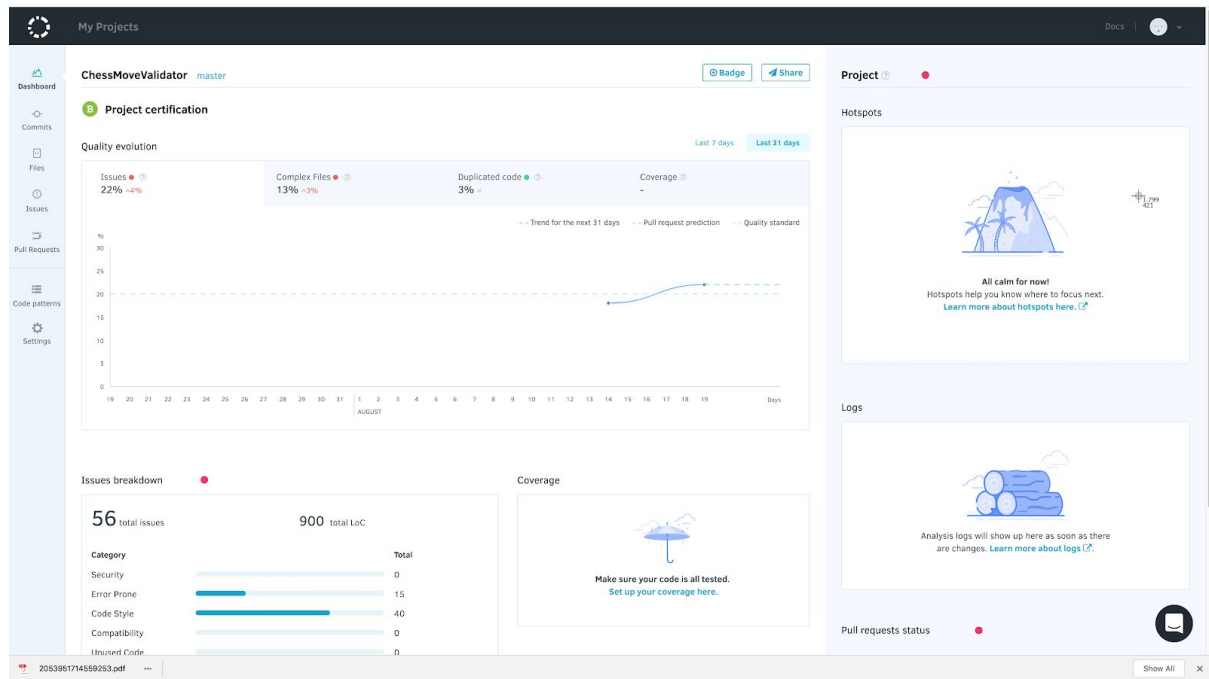 My Projects
Docs
Dashboard
Commits
Files
Issues
Pull Requests
Code patterns
Settings
ChessMoveValidator master
Badge
Share
B Project certification
Quality evolution
Last 7 days
Last 31 days
Issues
22% ~4%
Complex Files
13% ~3%
Duplicated code
3% =
Coverage
-
Trend for the next 31 days
Pull request prediction
Quality standard
%
30
25
20
15
10
5
0
19 20 21 22 23 24 25 26 27 28 29 30 31 1 2 3 4 5 6 7 8 9 10 11 12 13 14 15 16 17 18 19 Days
AUGUST
Issues breakdown
56 total issues
900 total LoC
Category Total
Security 0
Error Prone 15
Code Style 40
Compatibility 0
Unused Code 0
Coverage
Make sure your code is all tested.
Set up your coverage here.
Project
Hotspots
1,799
421
All calm for now!
Hotspots help you know where to focus next.
Learn more about hotspots here.
Logs
Analysis logs will show up here as soon as there
are changes. Learn more about logs.
Pull requests status
2053951714559253.pdf
Show All